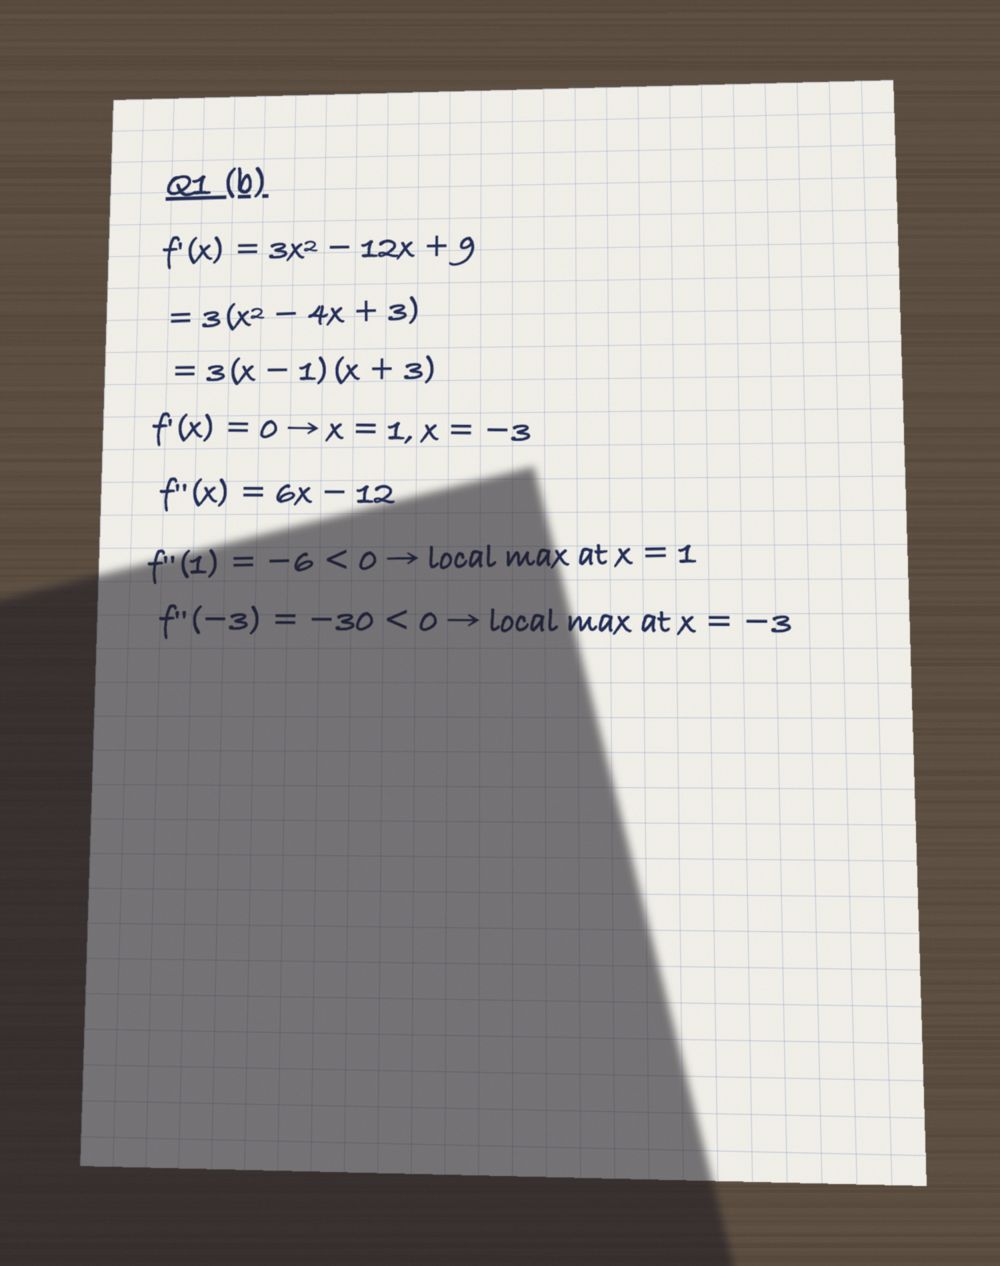 Q1 (b)
f'(x) = 3x² − 12x + 9
= 3(x² − 4x + 3)
= 3(x − 1)(x + 3)
f'(x) = 0 → x = 1, x = −3
f''(x) = 6x − 12
f''(1) = −6 < 0 → local max at x = 1
f''(−3) = −30 < 0 → local max at x = −3